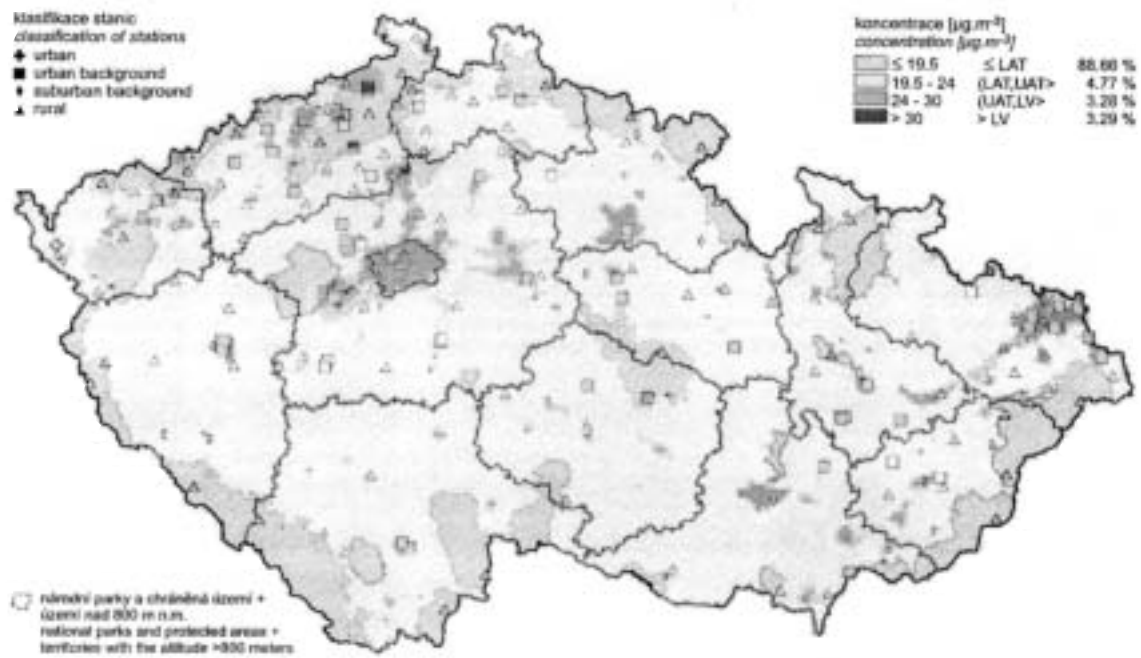 klasifikace stanic
classification of stations
urban
urban background
suburban background
rural
koncentrace [µg.m-3]
concentration [µg.m-3]
≤ 19.5 ≤ LAT 88.66 %
19.5 - 24 (LAT,UAT> 4.77 %
24 - 30 (UAT,LV> 3.28 %
> 30 > LV 3.29 %
národní parky a chráněná území +
území nad 800 m n.m.
national parks and protected areas +
territories with the altitude >800 meters